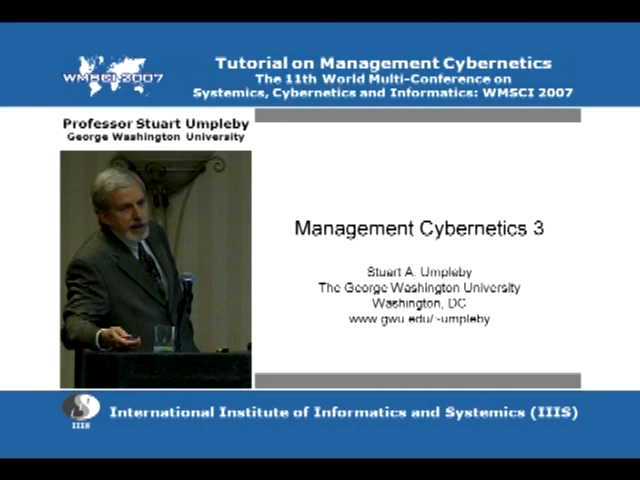 Tutorial on Management Cybernetics
The 11th World Multi-Conference on
Systemics, Cybernetics and Informatics: WMSCI 2007
WMSCI 2007
Professor Stuart Umpleby
George Washington University
Management Cybernetics 3
Stuart A. Umpleby
The George Washington University
Washington, DC
www.gwu.edu/~umpleby
IIIS
International Institute of Informatics and Systemics (IIIS)